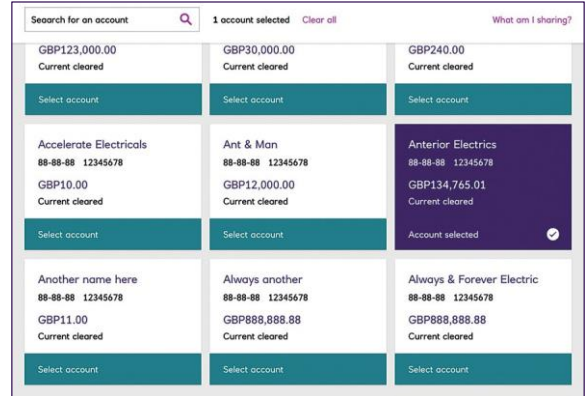 Seaarch for an account
1 account selected Clear all
What am I sharing?
GBP123,000.00
Current cleared
Select account
GBP30,000.00
Current cleared
Select account
GBP240.00
Current cleared
Select account
Accelerate Electricals
88-88-88 12345678
GBP10.00
Current cleared
Select account
Ant & Man
88-88-88 12345678
GBP12,000.00
Current cleared
Select account
Anterior Electrics
88-88-88 12345678
GBP134,765.01
Current cleared
Account selected
Another name here
88-88-88 12345678
GBP11.00
Current cleared
Select account
Always another
88-88-88 12345678
GBP888,888.88
Current cleared
Select account
Always & Forever Electric
88-88-88 12345678
GBP888,888.88
Current cleared
Select account